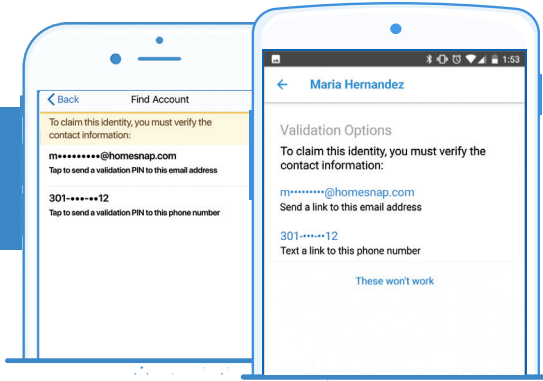 Back Find Account
To claim this identity, you must verify the
contact information:
m•••••••••@homesnap.com
Tap to send a validation PIN to this email address
301-•••-••12
Tap to send a validation PIN to this phone number
1:53
Maria Hernandez
Validation Options
To claim this identity, you must verify the
contact information:
m•••••••••@homesnap.com
Send a link to this email address
301-•••-••12
Text a link to this phone number
These won't work